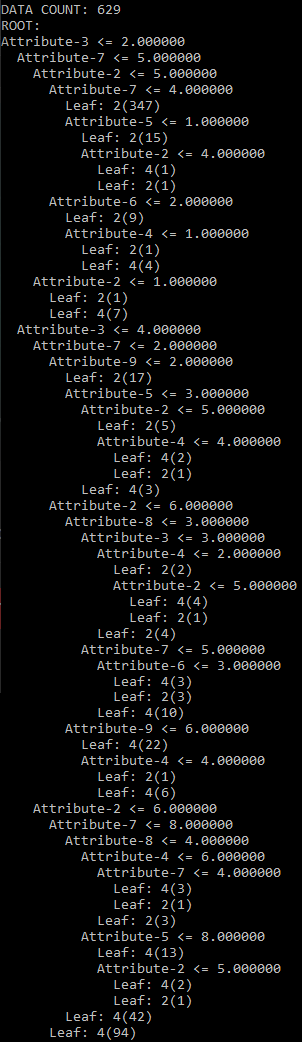 DATA COUNT: 629
ROOT:
Attribute-3 <= 2.000000
  Attribute-7 <= 5.000000
    Attribute-2 <= 5.000000
      Attribute-7 <= 4.000000
        Leaf: 2(347)
        Attribute-5 <= 1.000000
          Leaf: 2(15)
          Attribute-2 <= 4.000000
            Leaf: 4(1)
            Leaf: 2(1)
      Attribute-6 <= 2.000000
        Leaf: 2(9)
        Attribute-4 <= 1.000000
          Leaf: 2(1)
          Leaf: 4(4)
    Attribute-2 <= 1.000000
      Leaf: 2(1)
      Leaf: 4(7)
  Attribute-3 <= 4.000000
    Attribute-7 <= 2.000000
      Attribute-9 <= 2.000000
        Leaf: 2(17)
        Attribute-5 <= 3.000000
          Attribute-2 <= 5.000000
            Leaf: 2(5)
            Attribute-4 <= 4.000000
              Leaf: 4(2)
              Leaf: 2(1)
          Leaf: 4(3)
      Attribute-2 <= 6.000000
        Attribute-8 <= 3.000000
          Attribute-3 <= 3.000000
            Attribute-4 <= 2.000000
              Leaf: 2(2)
              Attribute-2 <= 5.000000
                Leaf: 4(4)
                Leaf: 2(1)
            Leaf: 2(4)
          Attribute-7 <= 5.000000
            Attribute-6 <= 3.000000
              Leaf: 4(3)
              Leaf: 2(3)
            Leaf: 4(10)
        Attribute-9 <= 6.000000
          Leaf: 4(22)
          Attribute-4 <= 4.000000
            Leaf: 2(1)
            Leaf: 4(6)
    Attribute-2 <= 6.000000
      Attribute-7 <= 8.000000
        Attribute-8 <= 4.000000
          Attribute-4 <= 6.000000
            Attribute-7 <= 4.000000
              Leaf: 4(3)
              Leaf: 2(1)
            Leaf: 2(3)
          Attribute-5 <= 8.000000
            Leaf: 4(13)
            Attribute-2 <= 5.000000
              Leaf: 4(2)
              Leaf: 2(1)
        Leaf: 4(42)
      Leaf: 4(94)